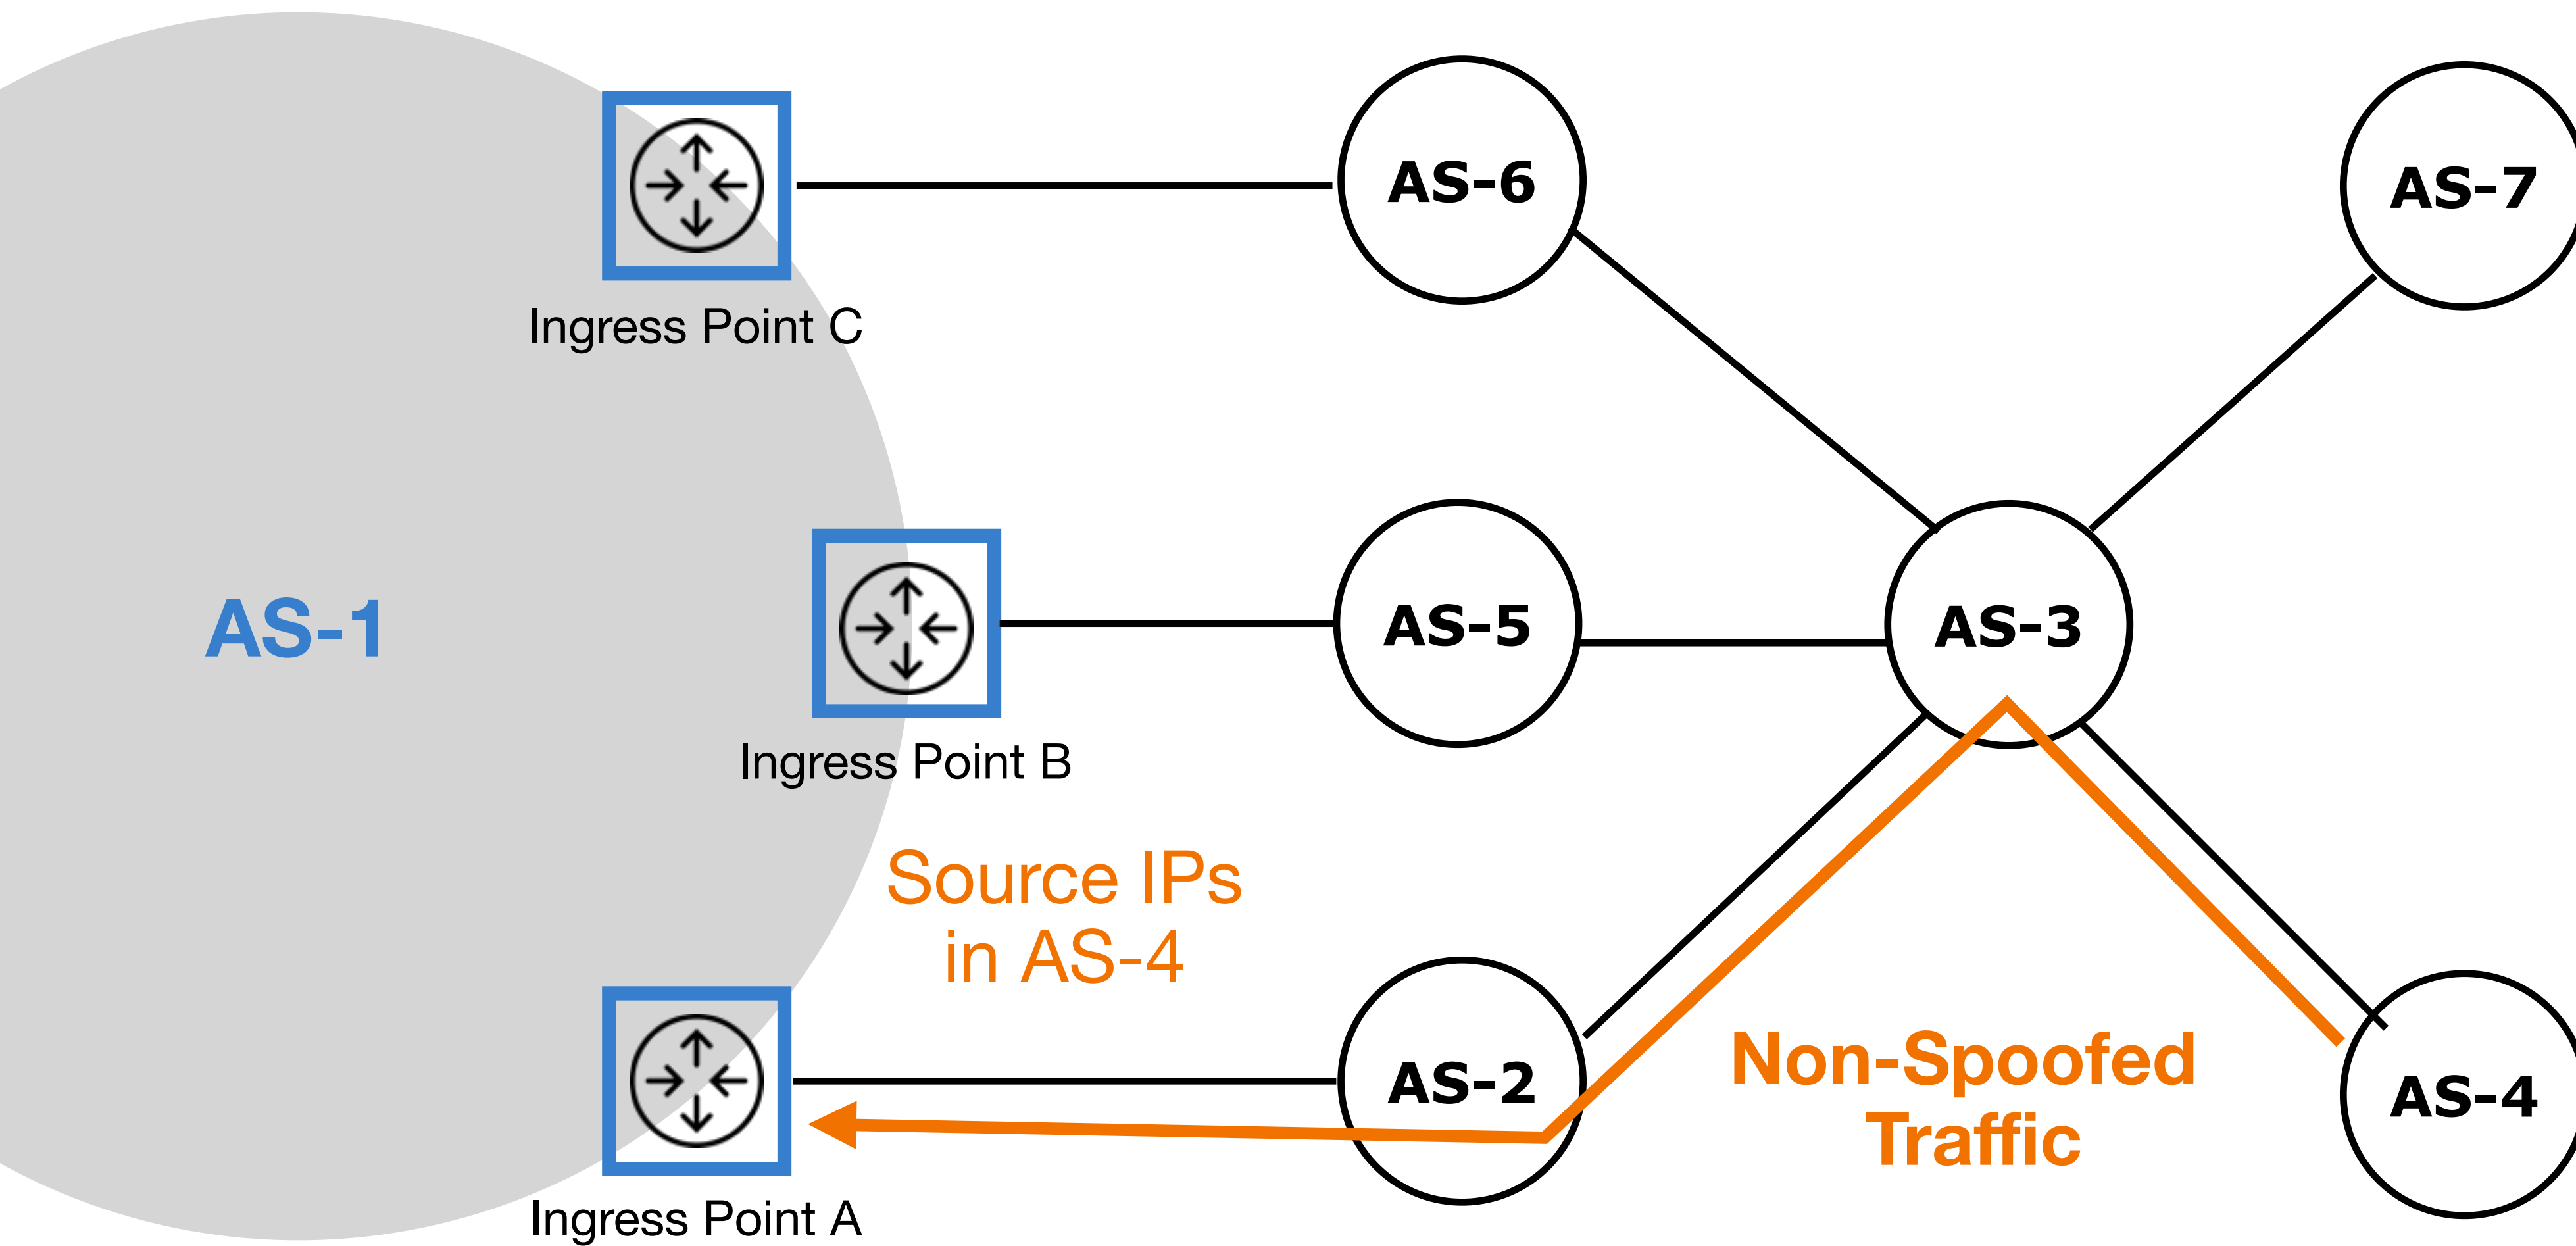 AS-6
AS-7
Ingress Point C
AS-1
AS-5
AS-3
Ingress Point B
Source IPs
in AS-4
AS-2
Non-Spoofed
Traffic
AS-4
Ingress Point A